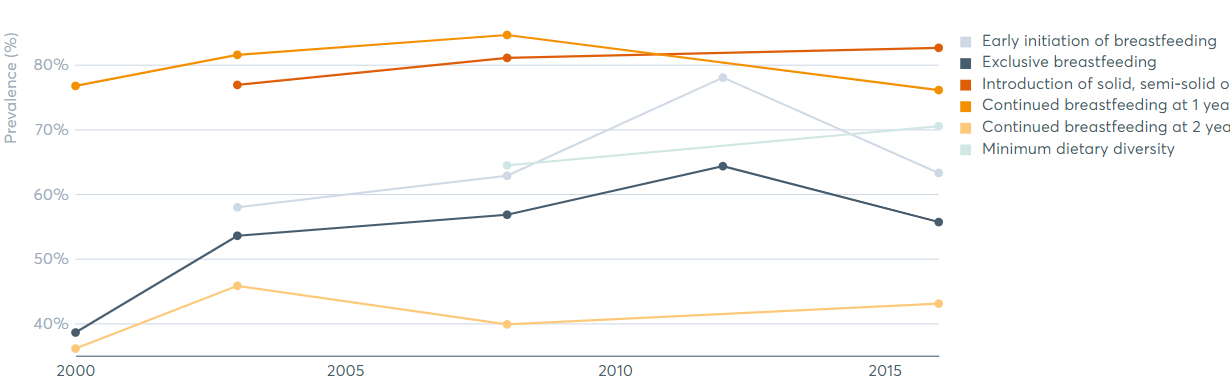 Prevalence (%)
80%
70%
60%
50%
40%
2000
2005
2010
2015
Early initiation of breastfeeding
Exclusive breastfeeding
Introduction of solid, semi-solid o
Continued breastfeeding at 1 yea
Continued breastfeeding at 2 yea
Minimum dietary diversity